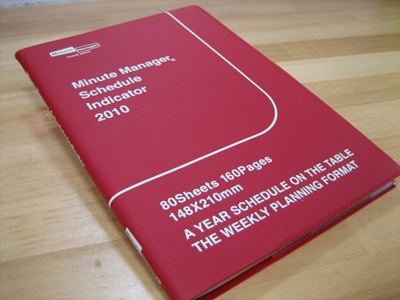 Minute Manager®
Schedule
Indicator
2010
80Sheets 160Pages
148X210mm
A YEAR SCHEDULE ON THE TABLE
THE WEEKLY PLANNING FORMAT